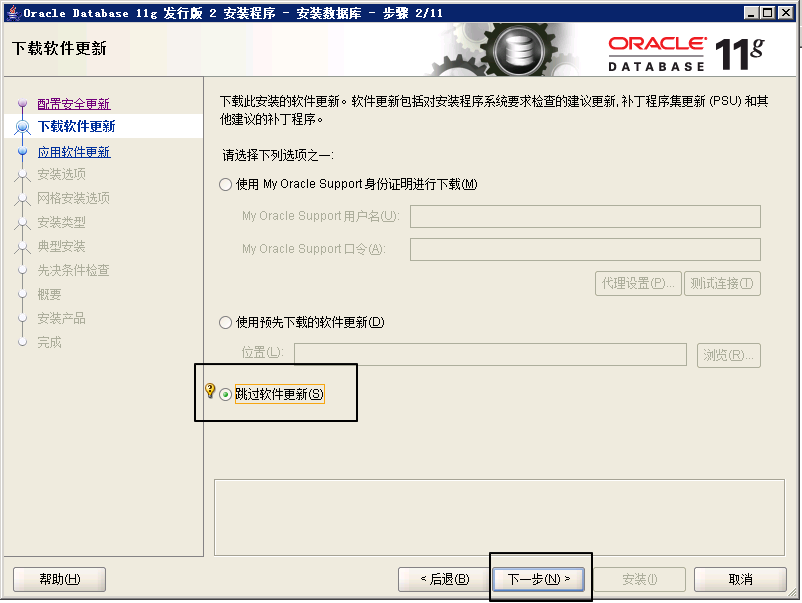 Oracle Database 11g 发行版 2 安装程序 - 安装数据库 - 步骤 2/11
下载软件更新
ORACLE
DATABASE
11g
配置安全更新
下载软件更新
应用软件更新
安装选项
网格安装选项
安装类型
典型安装
先决条件检查
概要
安装产品
完成
下载此安装的软件更新。软件更新包括对安装程序系统要求检查的建议更新, 补丁程序集更新 (PSU) 和其
他建议的补丁程序。
请选择下列选项之一:
使用 My Oracle Support 身份证明进行下载(M)
My Oracle Support 用户名(U):
My Oracle Support 口令(A):
代理设置(P)... 测试连接(T)
使用预先下载的软件更新(D)
位置(L): 浏览(R)...
跳过软件更新(S)
帮助(H) < 后退(B) 下一步(N) > 安装(I) 取消